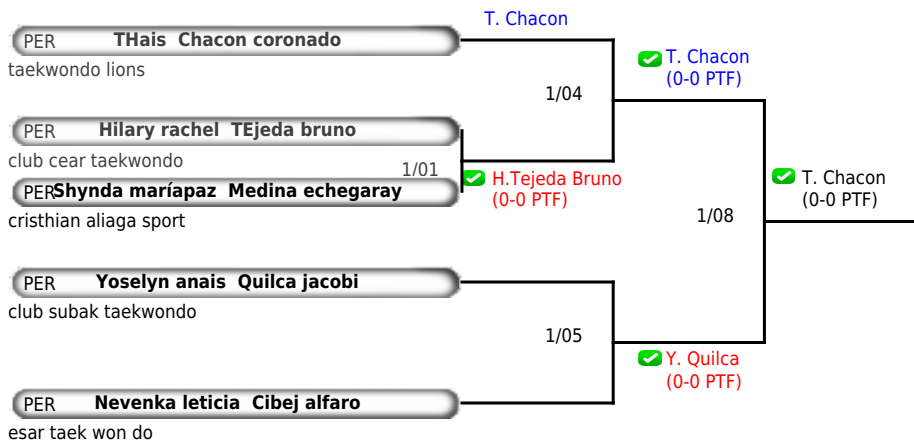 T. Chacon
PER THais Chacon coronado
taekwondo lions
T. Chacon
(0-0 PTF)
1/04
PER Hilary rachel TEjeda bruno
club cear taekwondo
1/01
H.Tejeda Bruno
(0-0 PTF)
PER Shynda maríapaz Medina echegaray
cristhian aliaga sport
T. Chacon
(0-0 PTF)
1/08
PER Yoselyn anais Quilca jacobi
club subak taekwondo
1/05
Y. Quilca
(0-0 PTF)
PER Nevenka leticia Cibej alfaro
esar taek won do